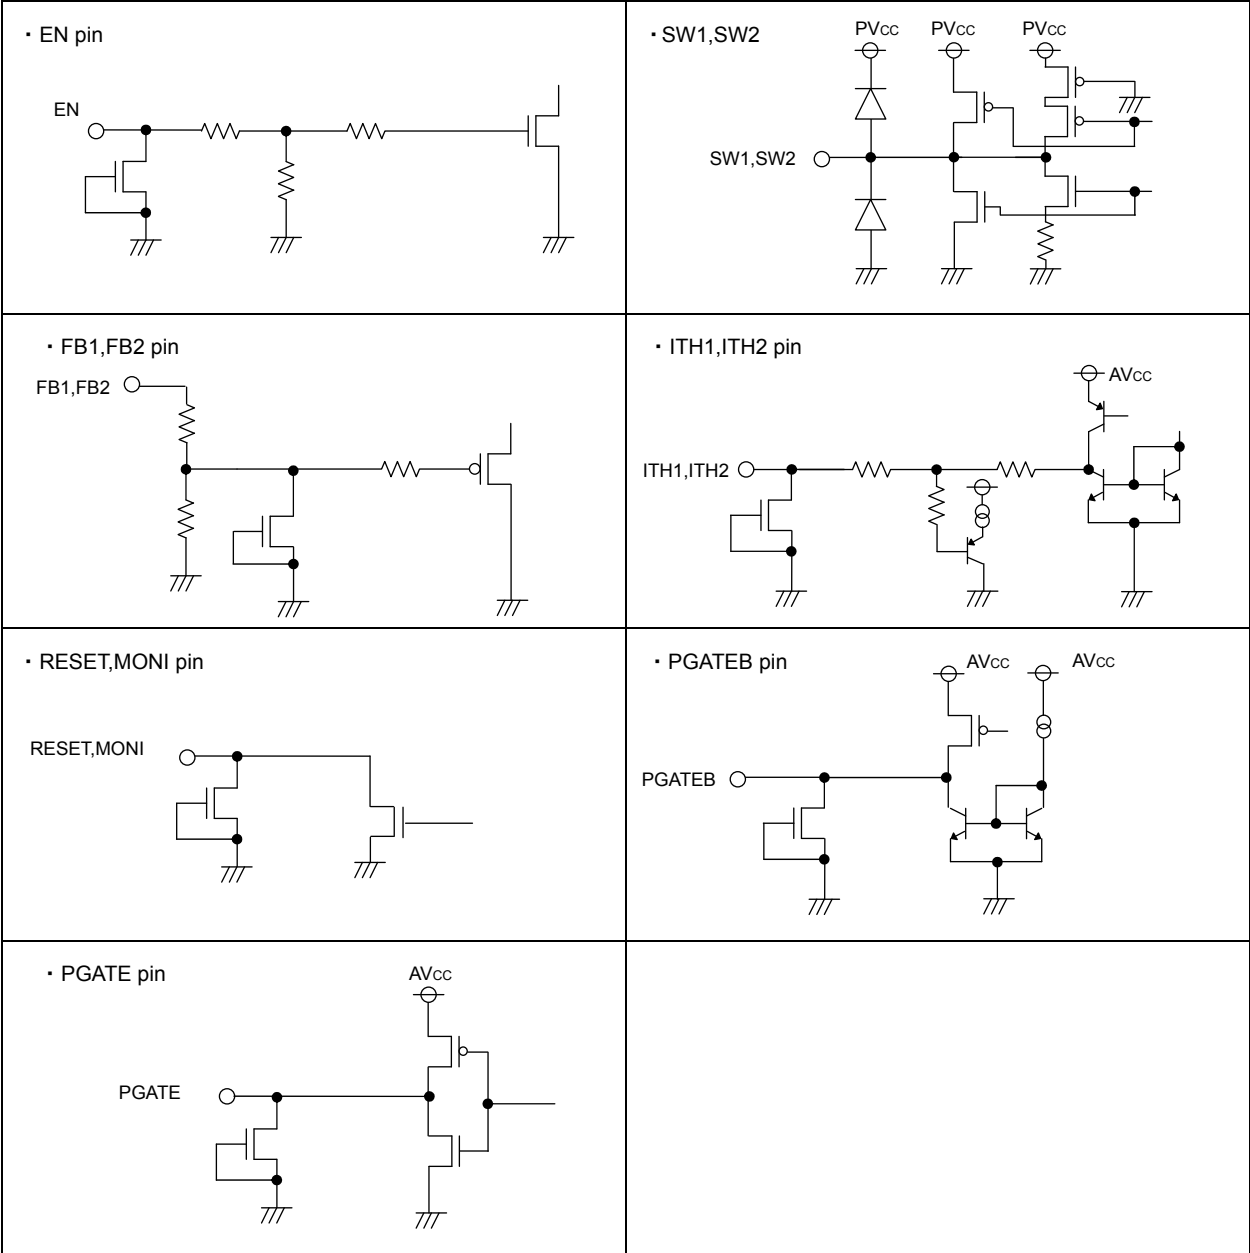 ・EN pin
EN
・SW1,SW2
PVCC PVCC PVCC
SW1,SW2
・FB1,FB2 pin
FB1,FB2
・ITH1,ITH2 pin
AVCC
ITH1,ITH2
・RESET,MONI pin
RESET,MONI
・PGATEB pin
AVCC AVCC
PGATEB
・PGATE pin
AVCC
PGATE